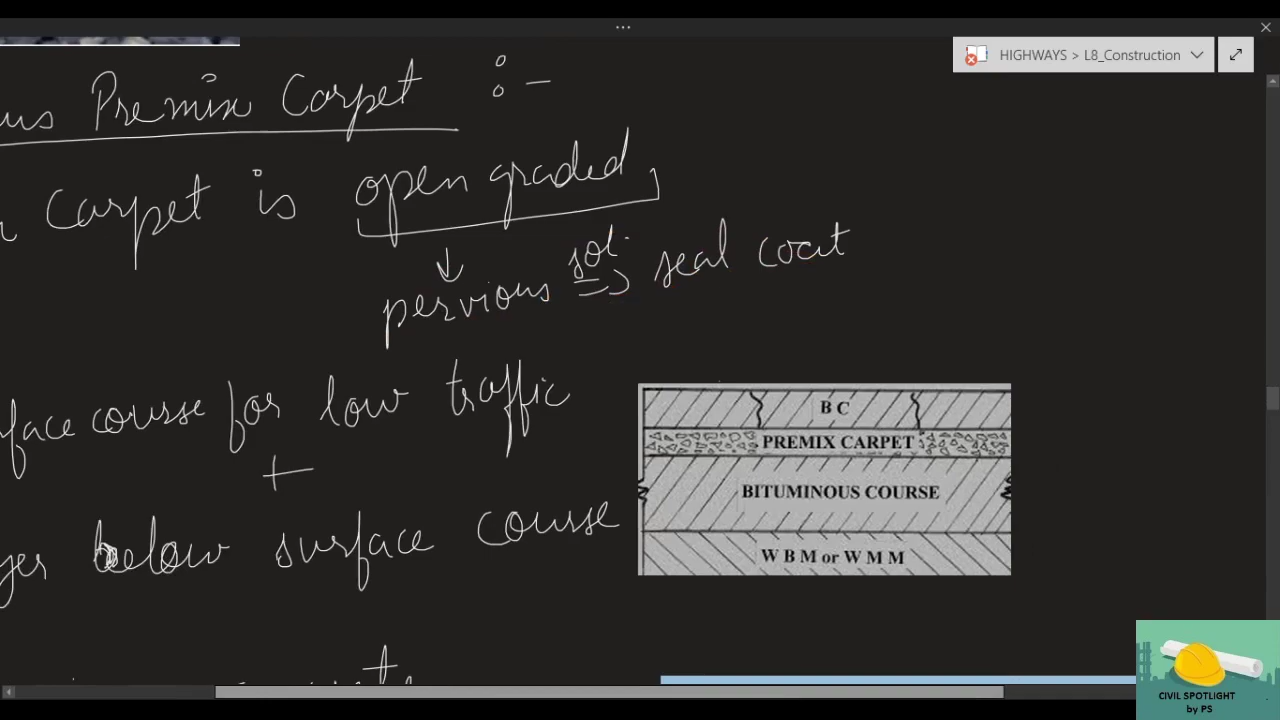 HIGHWAYS > L8_Construction
us Premix Carpet :-
Carpet is open graded
pervious sol. => seal coat
face course for low traffic
+
below surface course
B C
PREMIX CARPET
BITUMINOUS COURSE
W B M or W M M
CIVIL SPOTLIGHT
by PS